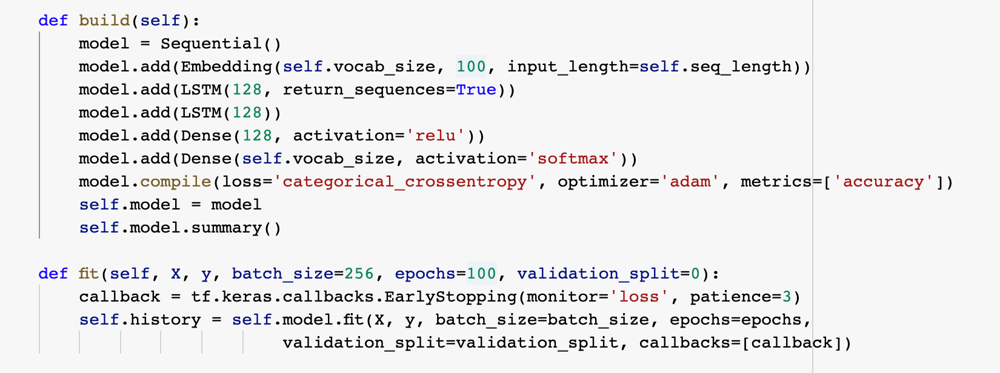 def build(self):
    model = Sequential()
    model.add(Embedding(self.vocab_size, 100, input_length=self.seq_length))
    model.add(LSTM(128, return_sequences=True))
    model.add(LSTM(128))
    model.add(Dense(128, activation='relu'))
    model.add(Dense(self.vocab_size, activation='softmax'))
    model.compile(loss='categorical_crossentropy', optimizer='adam', metrics=['accuracy'])
    self.model = model
    self.model.summary()

def fit(self, X, y, batch_size=256, epochs=100, validation_split=0):
    callback = tf.keras.callbacks.EarlyStopping(monitor='loss', patience=3)
    self.history = self.model.fit(X, y, batch_size=batch_size, epochs=epochs,
                        validation_split=validation_split, callbacks=[callback])